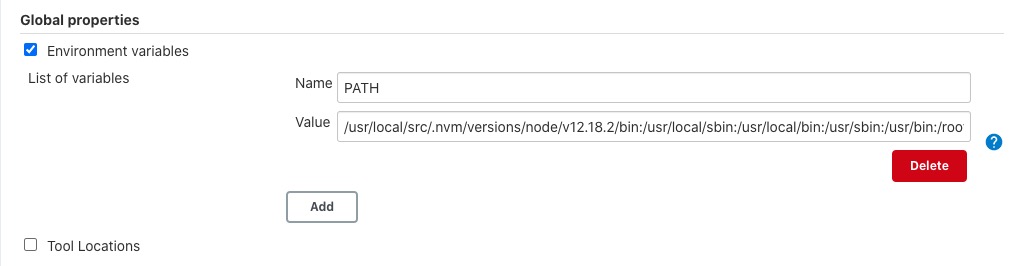 Global properties
Environment variables
List of variables
Name PATH
Value /usr/local/src/.nvm/versions/node/v12.18.2/bin:/usr/local/sbin:/usr/local/bin:/usr/sbin:/usr/bin:/roo
?
Delete
Add
Tool Locations